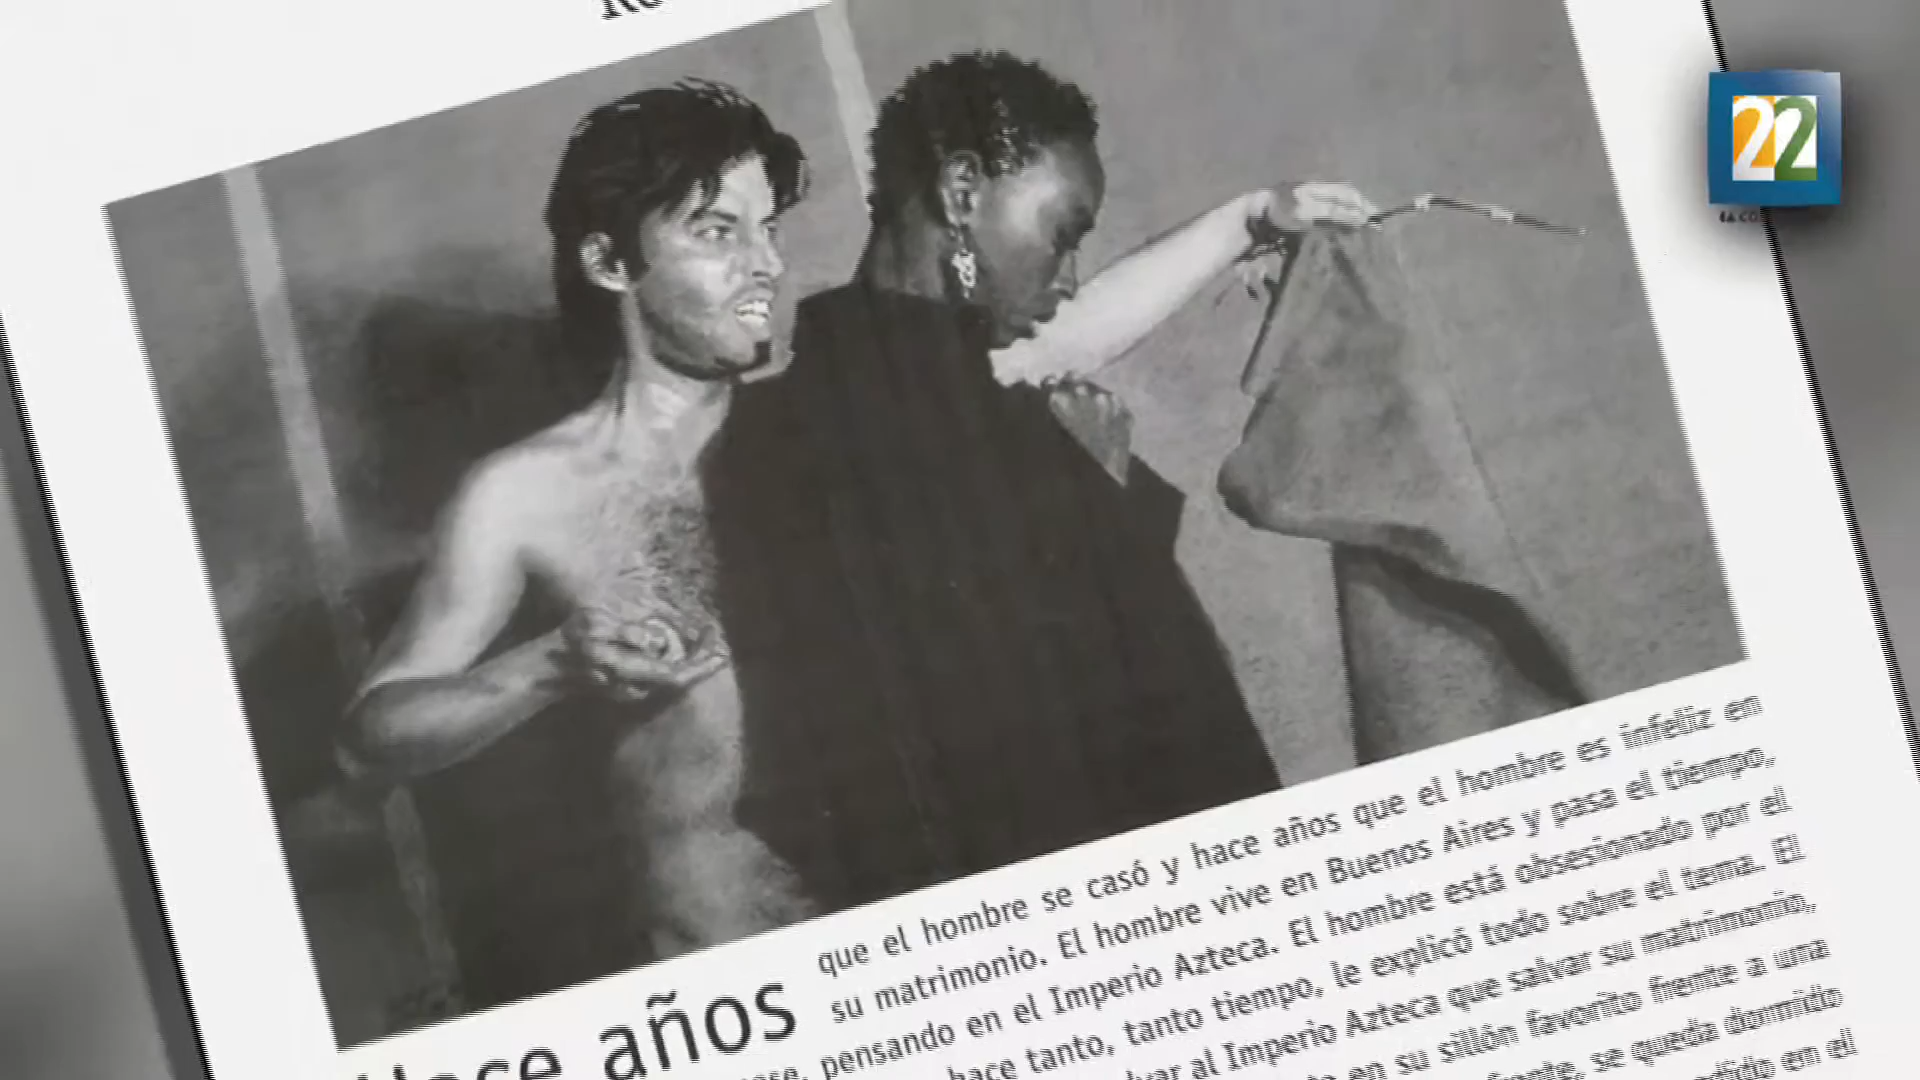 22
Hace años que el hombre se casó y hace años que el hombre es infeliz en
su matrimonio. El hombre vive en Buenos Aires y pasa el tiempo,
pensando en el Imperio Azteca. El hombre está obsesionado por el
hace tanto, tanto tiempo, le explicó todo sobre el tema. El
al Imperio Azteca que salvar su matrimonio,
en su sillón favorito frente a una
se queda dormido
en el